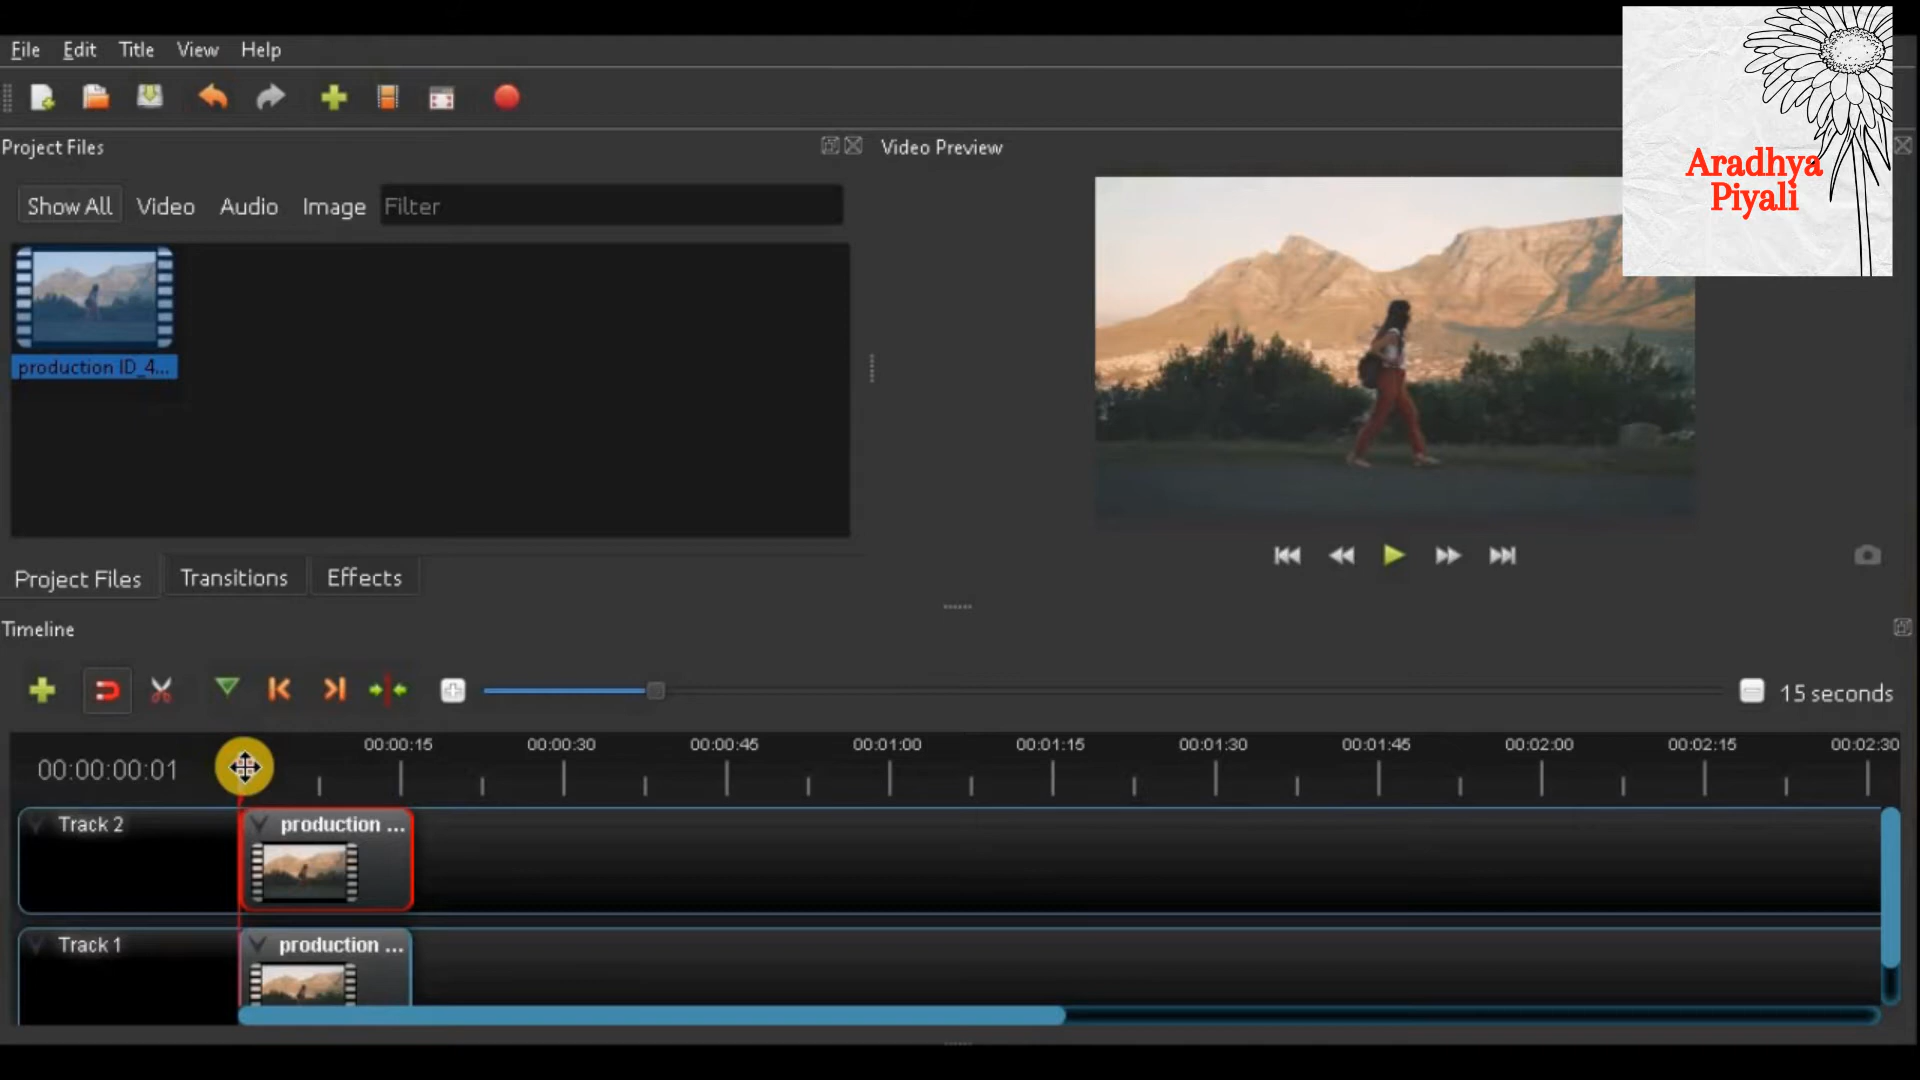 File Edit Title View Help
Aradhya
Piyali
Project Files
Video Preview
Show All Video Audio Image Filter
production ID_4...
Project Files Transitions Effects
Timeline
15 seconds
00:00:00:01
00:00:15 00:00:30 00:00:45 00:01:00 00:01:15 00:01:30 00:01:45 00:02:00 00:02:15 00:02:30
Track 2
production ...
Track 1
production ...